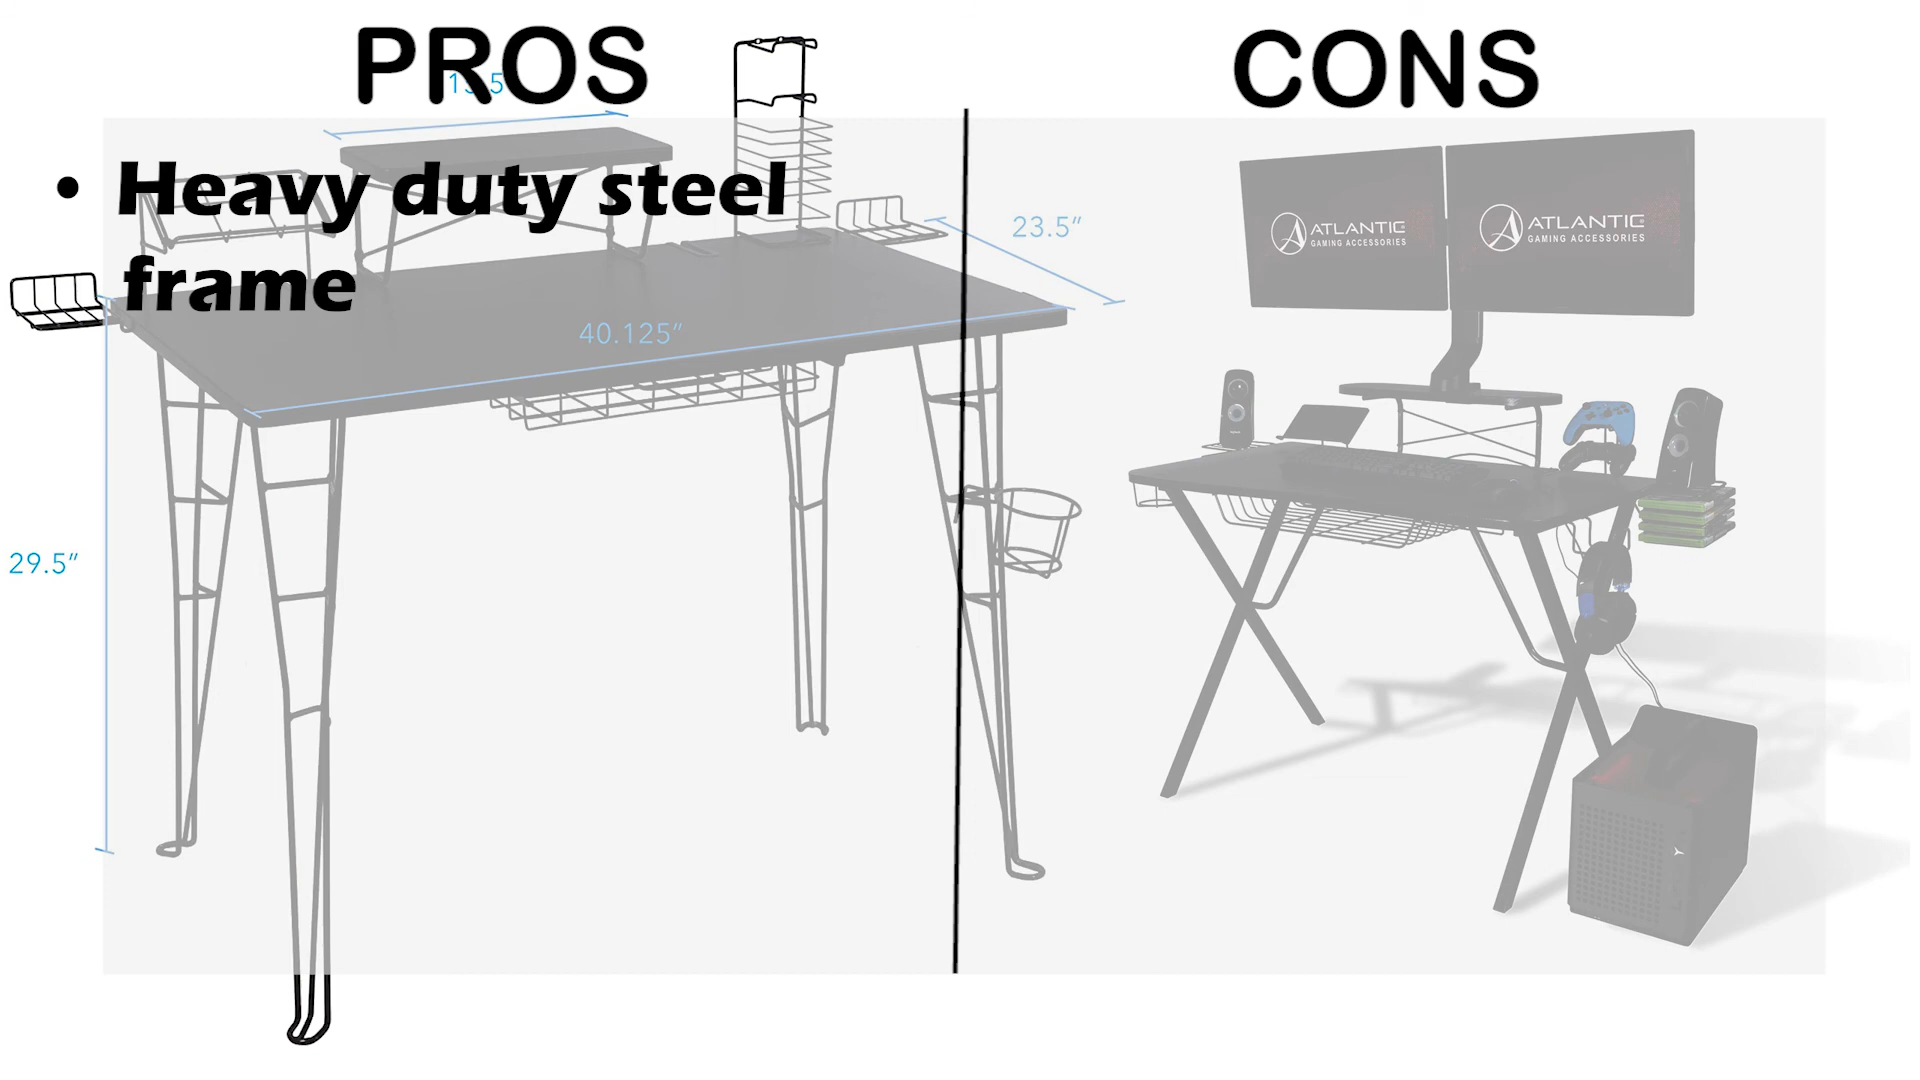 PROS
CONS
• Heavy duty steel
frame
23.5"
40.125"
29.5"
ATLANTIC
GAMING ACCESSORIES
ATLANTIC
GAMING ACCESSORIES